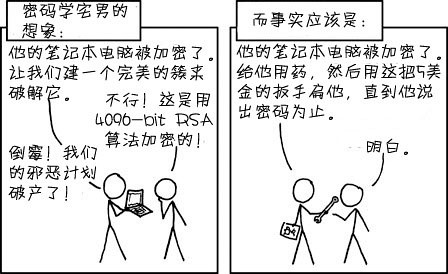 密码学宅男的
想象：
他的笔记本电脑被加密了。
让我们建一个完美的簇来
破解它。
不行！这是用
4096-bit RSA
算法加密的！
倒霉！我们
的邪恶计划
破产了！
而事实应该是：
他的笔记本电脑被加密了。
给他用药，然后用这把5美
金的扳手扁他，直到他说
出密码为止。
明白。